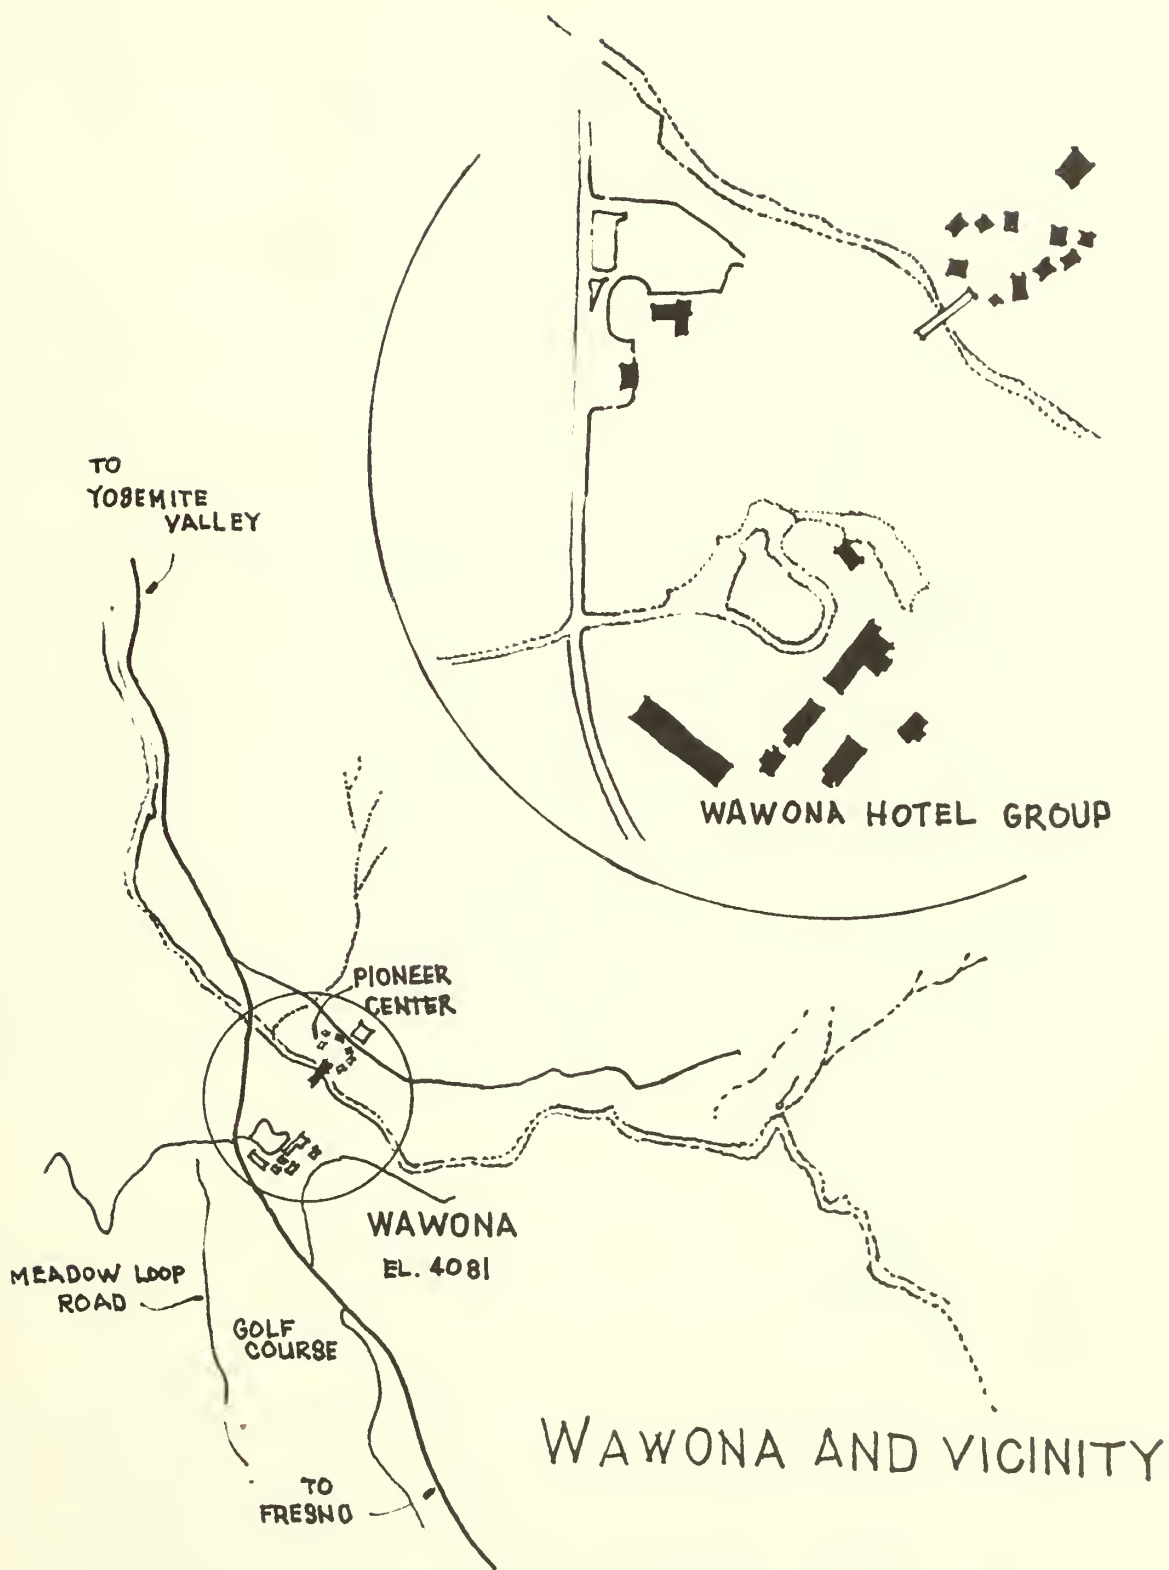 TO
YOSEMITE
VALLEY
WAWONA HOTEL GROUP
PIONEER
CENTER
WAWONA
EL. 4081
MEADOW LOOP
ROAD
GOLF
COURSE
TO
FRESNO
WAWONA AND VICINITY